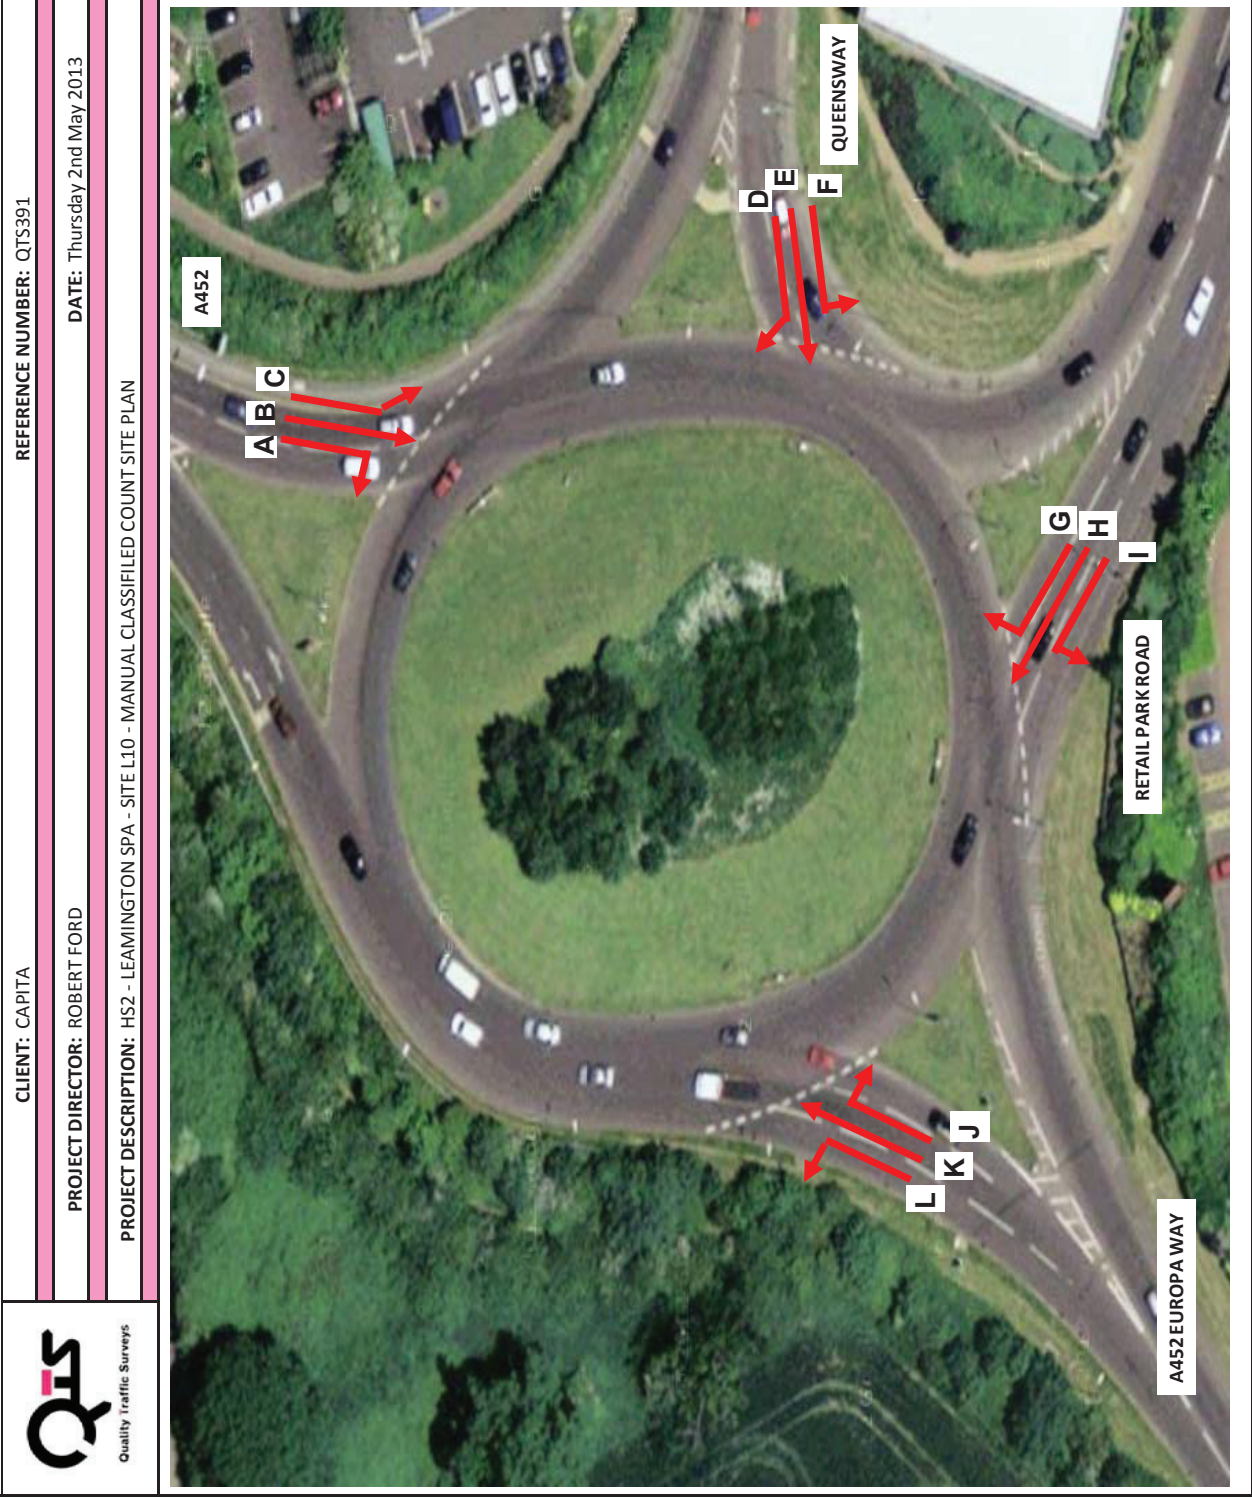 CLIENT: CAPITA REFERENCE NUMBER: QTS391
PROJECT DIRECTOR: ROBERT FORD DATE: Thursday 2nd May 2013
PROJECT DESCRIPTION: HS2 - LEAMINGTON SPA - SITE L10 - MANUAL CLASSIFILED COUNT SITE PLAN
QTS
Quality Traffic Surveys
A452
A
B
C
D
E
F
QUEENSWAY
G
H
I
RETAIL PARK ROAD
J
K
L
A452 EUROPA WAY